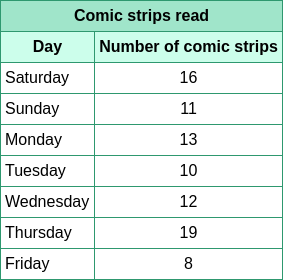 Comic strips read
Day Number of comic strips
Saturday 16
Sunday 11
Monday 13
Tuesday 10
Wednesday 12
Thursday 19
Friday 8